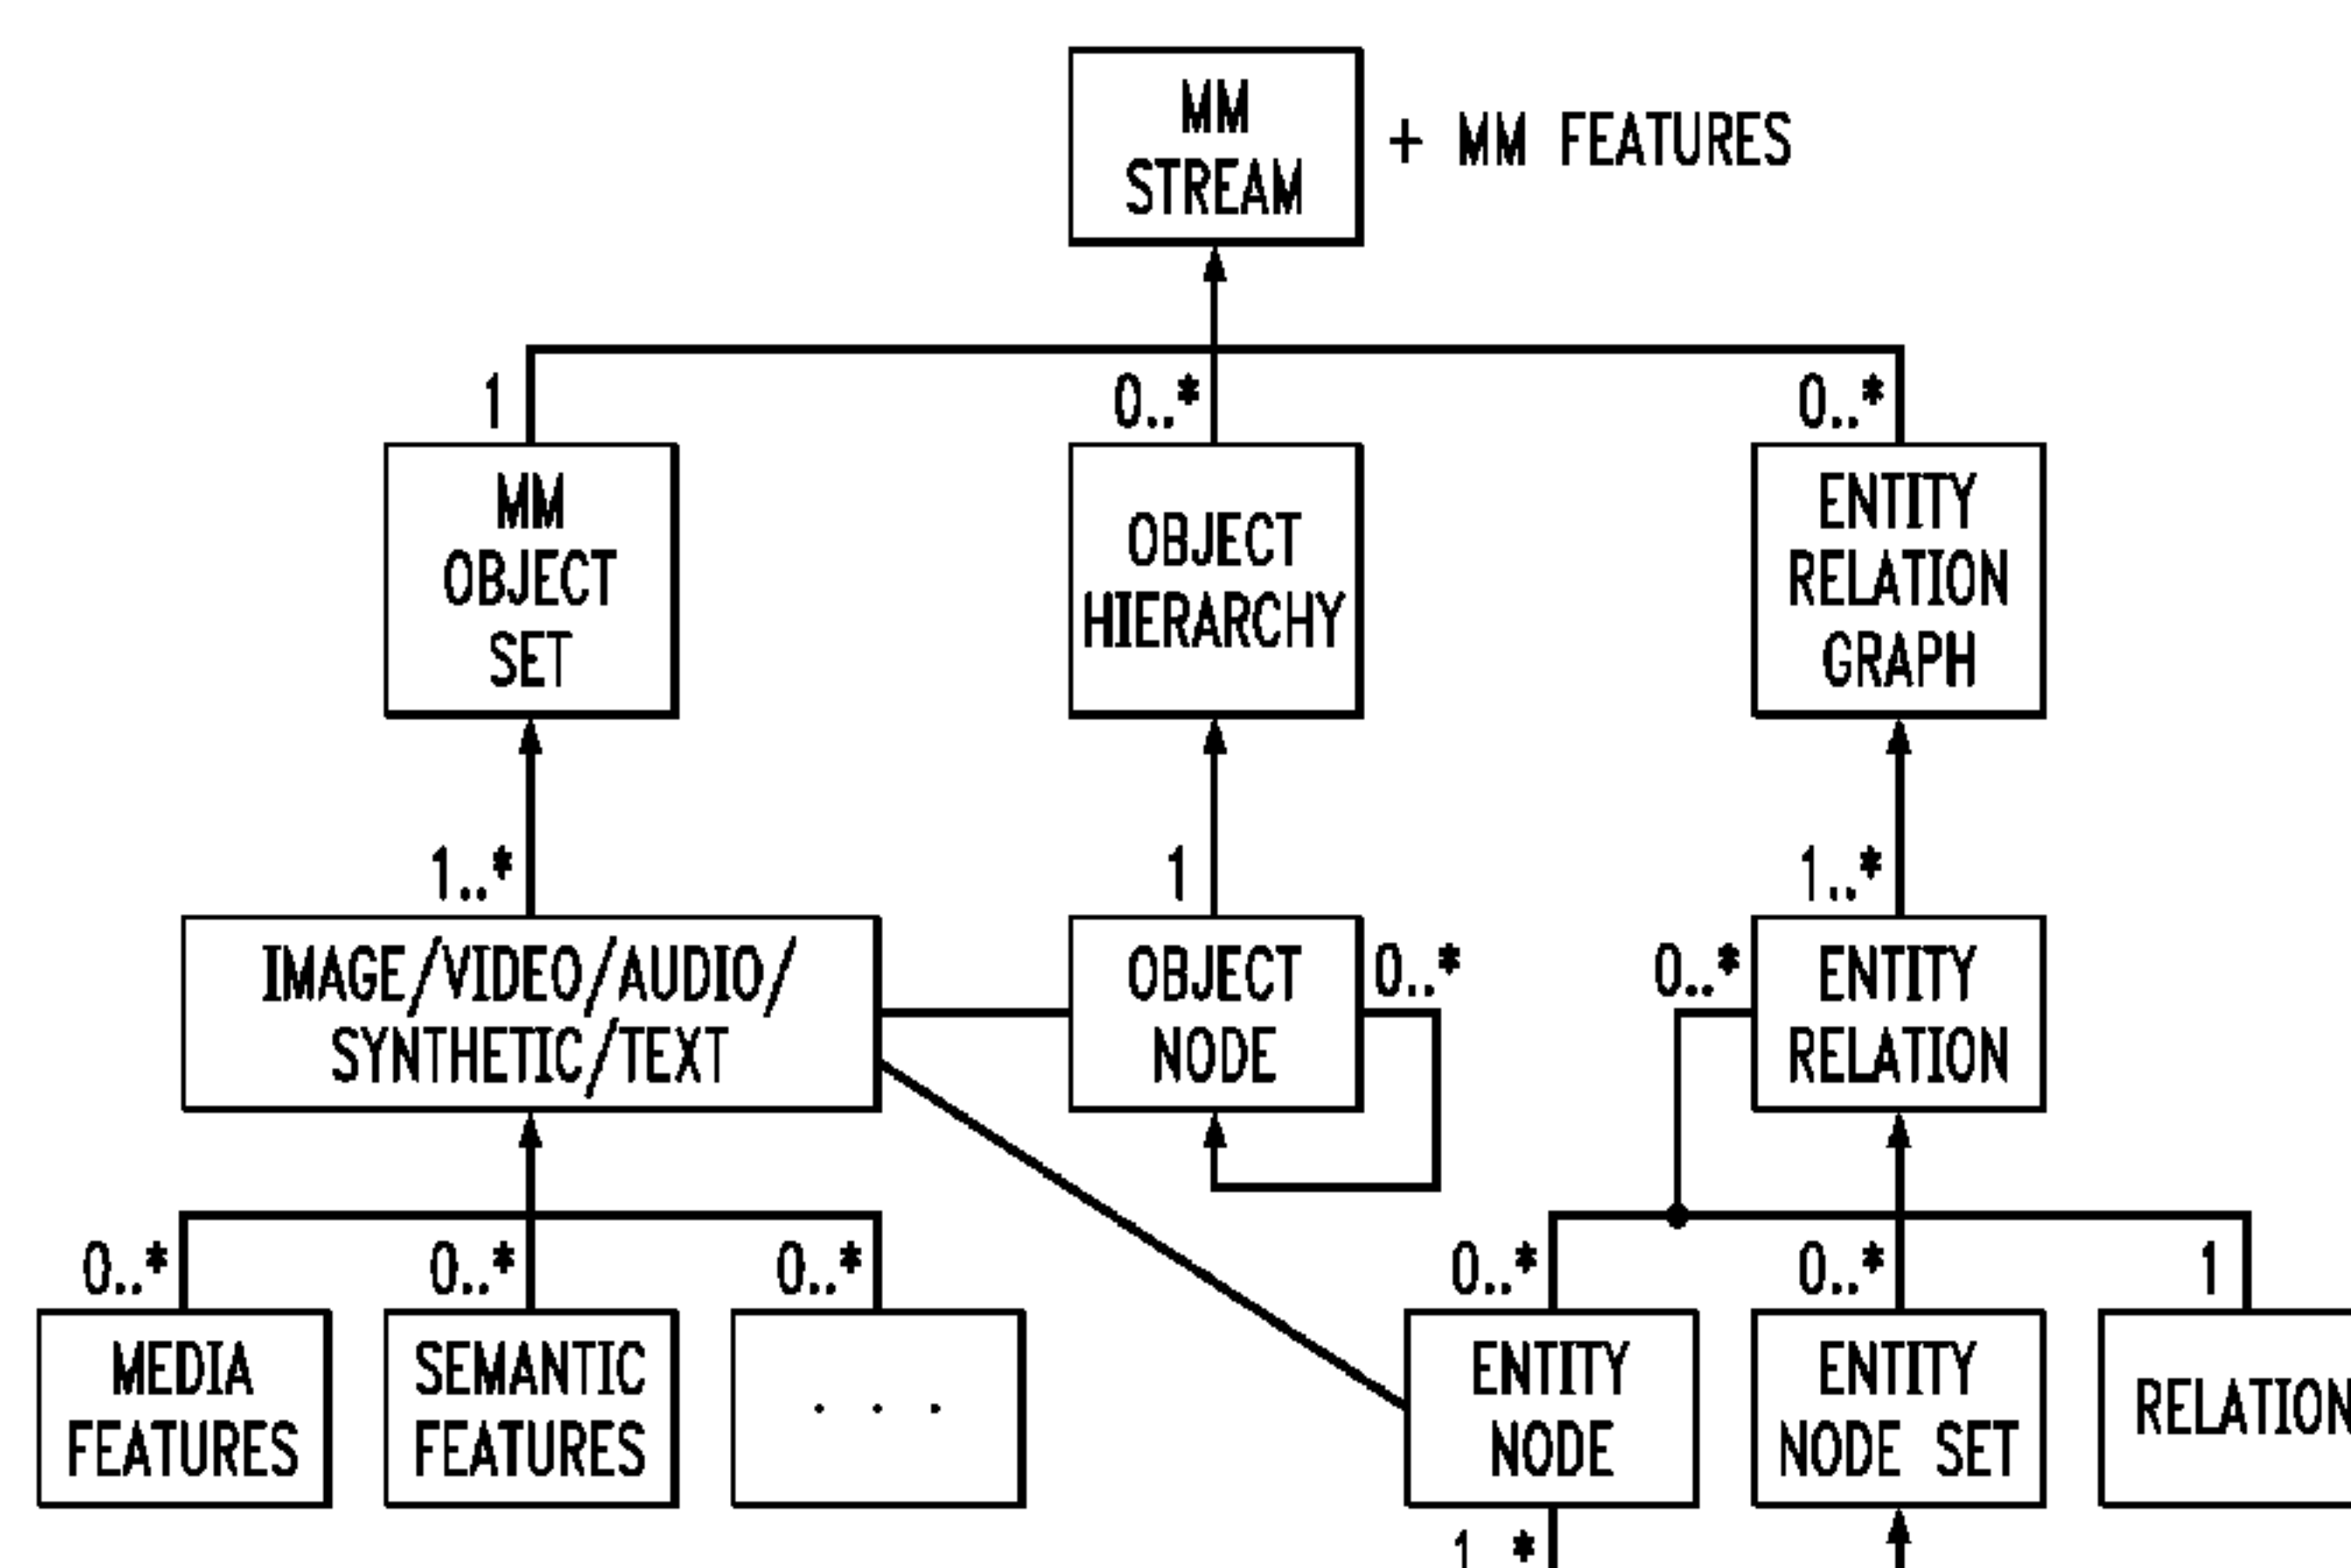 MM
STREAM
+ MM FEATURES
1
0..*
0..*
MM
OBJECT
SET
OBJECT
HIERARCHY
ENTITY
RELATION
GRAPH
1..*
1
1..*
IMAGE/VIDEO/AUDIO/
SYNTHETIC/TEXT
OBJECT
NODE
0..*
0..*
ENTITY
RELATION
0..*
0..*
0..*
0..*
0..*
1
MEDIA
FEATURES
SEMANTIC
FEATURES
. . .
ENTITY
NODE
ENTITY
NODE SET
RELATION